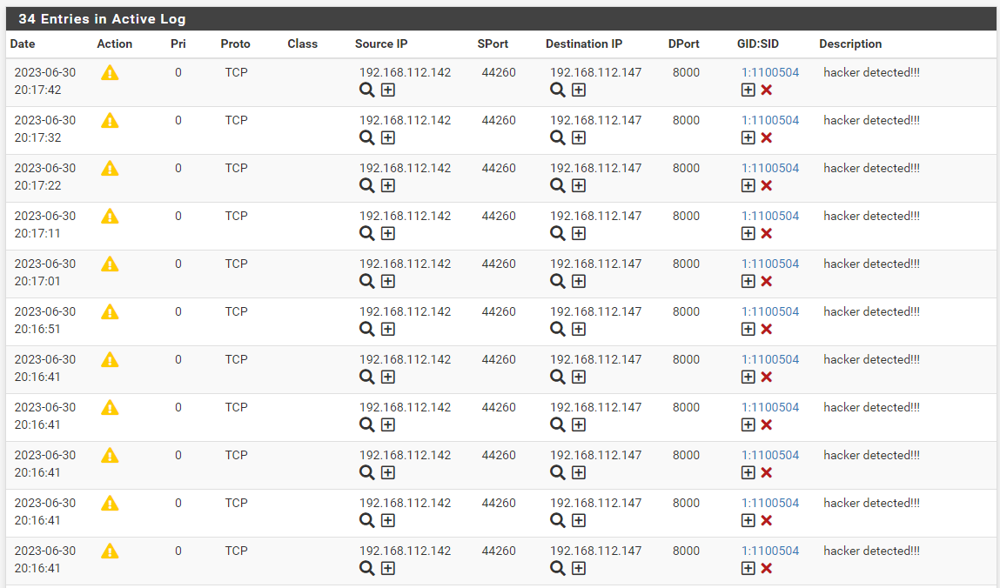 34 Entries in Active Log
Date Action Pri Proto Class Source IP SPort Destination IP DPort GID:SID Description
2023-06-30 0 TCP 192.168.112.142 44260 192.168.112.147 8000 1:1100504 hacker detected!!!
20:17:42
2023-06-30 0 TCP 192.168.112.142 44260 192.168.112.147 8000 1:1100504 hacker detected!!!
20:17:32
2023-06-30 0 TCP 192.168.112.142 44260 192.168.112.147 8000 1:1100504 hacker detected!!!
20:17:22
2023-06-30 0 TCP 192.168.112.142 44260 192.168.112.147 8000 1:1100504 hacker detected!!!
20:17:11
2023-06-30 0 TCP 192.168.112.142 44260 192.168.112.147 8000 1:1100504 hacker detected!!!
20:17:01
2023-06-30 0 TCP 192.168.112.142 44260 192.168.112.147 8000 1:1100504 hacker detected!!!
20:16:51
2023-06-30 0 TCP 192.168.112.142 44260 192.168.112.147 8000 1:1100504 hacker detected!!!
20:16:41
2023-06-30 0 TCP 192.168.112.142 44260 192.168.112.147 8000 1:1100504 hacker detected!!!
20:16:41
2023-06-30 0 TCP 192.168.112.142 44260 192.168.112.147 8000 1:1100504 hacker detected!!!
20:16:41
2023-06-30 0 TCP 192.168.112.142 44260 192.168.112.147 8000 1:1100504 hacker detected!!!
20:16:41
2023-06-30 0 TCP 192.168.112.142 44260 192.168.112.147 8000 1:1100504 hacker detected!!!
20:16:41